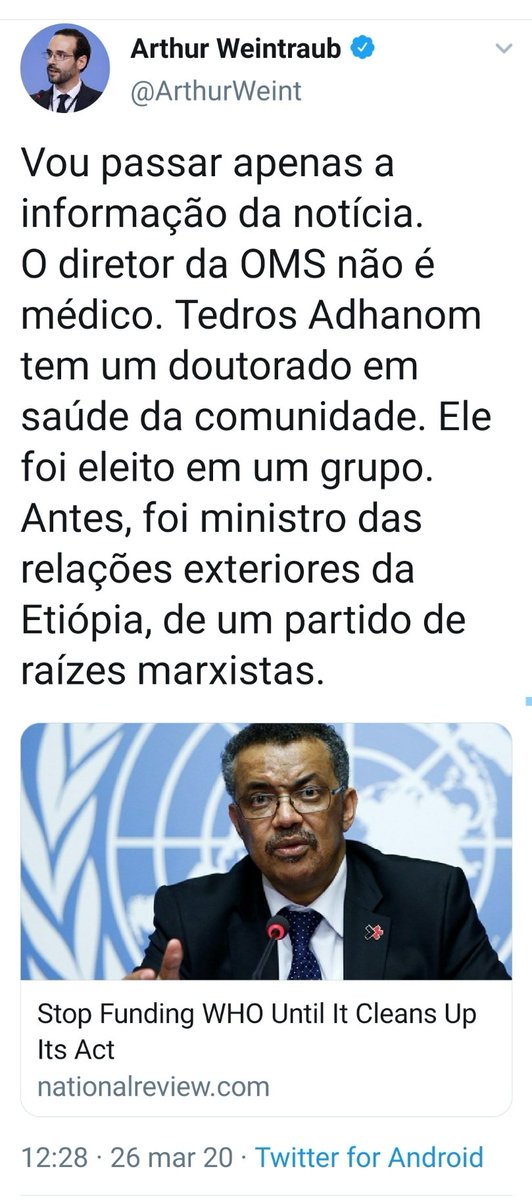 Arthur Weintraub
@ArthurWeint
Vou passar apenas a
informação da notícia.
O diretor da OMS não é
médico. Tedros Adhanom
tem um doutorado em
saúde da comunidade. Ele
foi eleito em um grupo.
Antes, foi ministro das
relações exteriores da
Etiópia, de um partido de
raízes marxistas.
Stop Funding WHO Until It Cleans Up
Its Act
nationalreview.com
12:28 · 26 mar 20 · Twitter for Android